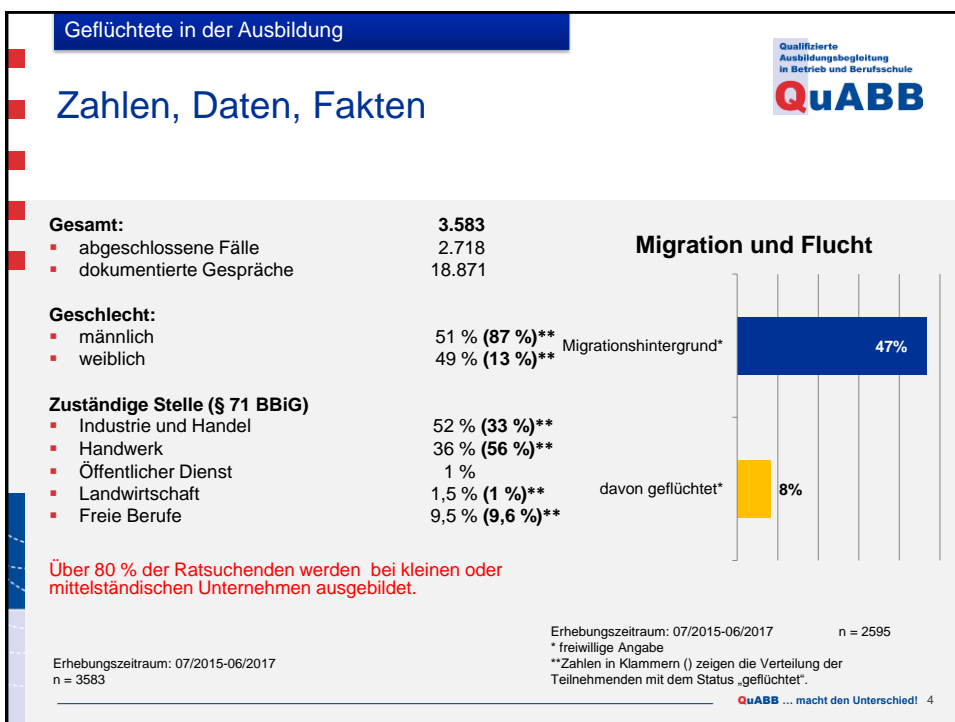 Geflüchtete in der Ausbildung
Qualifizierte
Ausbildungsbegleitung
in Betrieb und Berufsschule
QuABB
Zahlen, Daten, Fakten
Gesamt: 3.583
▪ abgeschlossene Fälle 2.718
▪ dokumentierte Gespräche 18.871
Geschlecht:
▪ männlich 51 % (87 %)**
▪ weiblich 49 % (13 %)**
Zuständige Stelle (§ 71 BBiG)
▪ Industrie und Handel 52 % (33 %)**
▪ Handwerk 36 % (56 %)**
▪ Öffentlicher Dienst 1 %
▪ Landwirtschaft 1,5 % (1 %)**
▪ Freie Berufe 9,5 % (9,6 %)**
Über 80 % der Ratsuchenden werden bei kleinen oder
mittelständischen Unternehmen ausgebildet.
Erhebungszeitraum: 07/2015-06/2017
n = 3583
Migration und Flucht
Migrationshintergrund* 47%
davon geflüchtet* 8%
Erhebungszeitraum: 07/2015-06/2017 n = 2595
* freiwillige Angabe
**Zahlen in Klammern () zeigen die Verteilung der
Teilnehmenden mit dem Status „geflüchtet“.
QuABB ... macht den Unterschied! 4